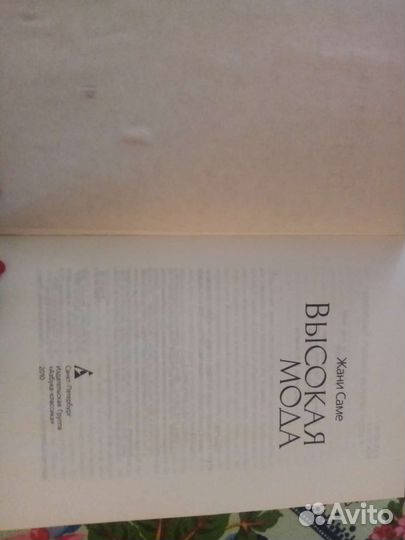 Жани Саме
ВЫСОКАЯ
МОДА
Санкт-Петербург
Издательская Группа
«Азбука-классика»
2010
Avito